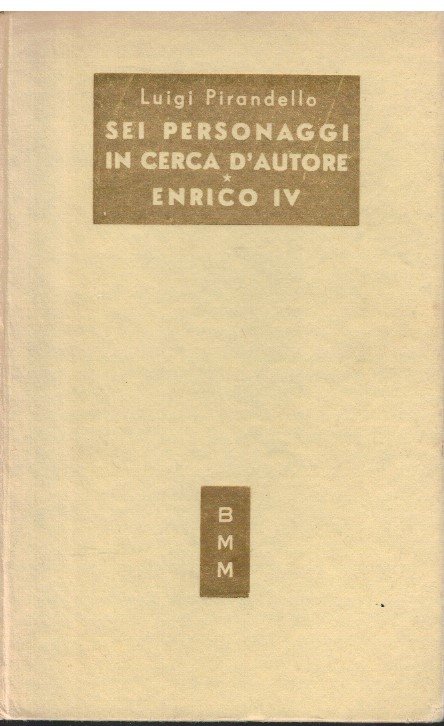 Luigi Pirandello
SEI PERSONAGGI
IN CERCA D'AUTORE
★
ENRICO IV
B
M
M